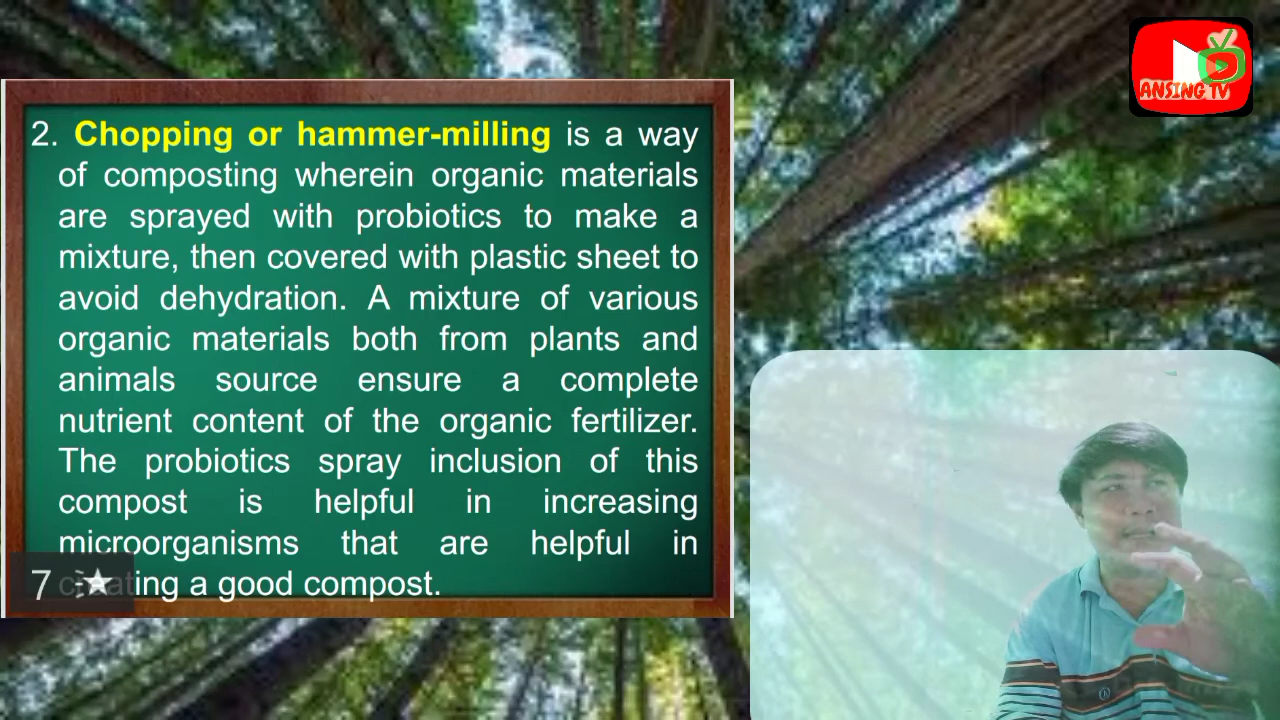 2. Chopping or hammer-milling is a way
of composting wherein organic materials
are sprayed with probiotics to make a
mixture, then covered with plastic sheet to
avoid dehydration. A mixture of various
organic materials both from plants and
animals source ensure a complete
nutrient content of the organic fertilizer.
The probiotics spray inclusion of this
compost is helpful in increasing
microorganisms that are helpful in
creating a good compost.
7
ANSING TV